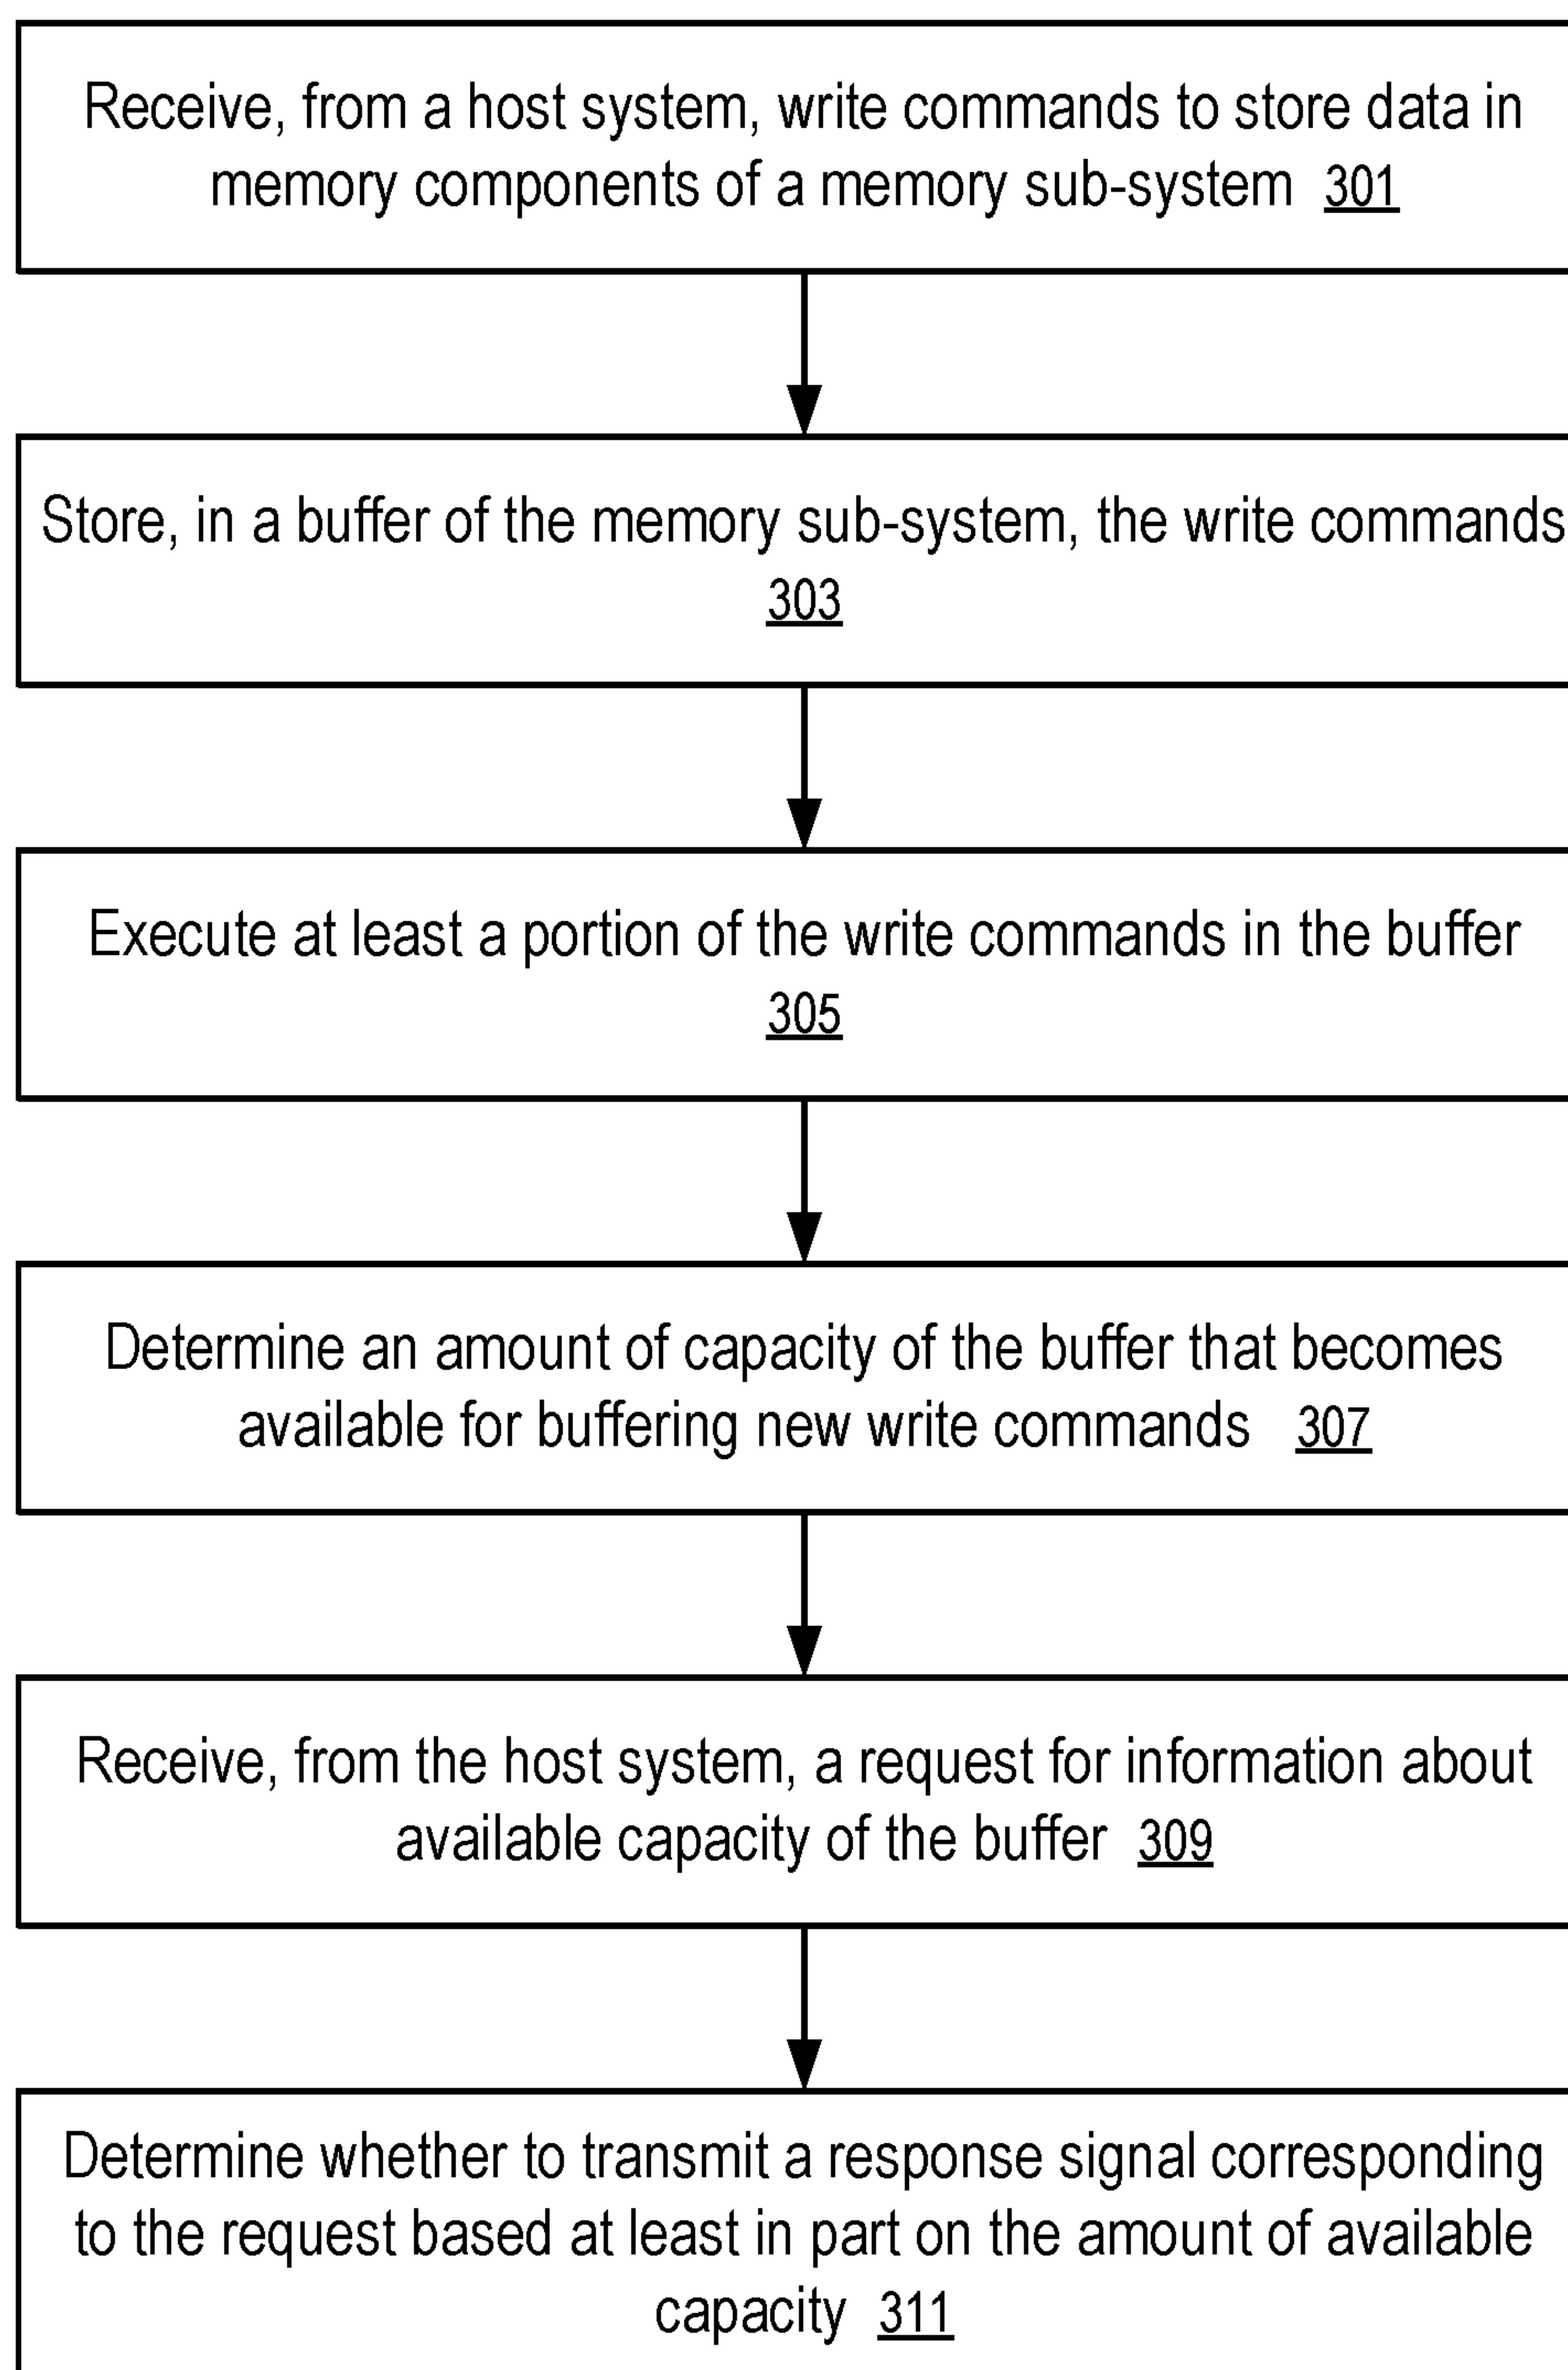 Receive, from a host system, write commands to store data in
memory components of a memory sub-system 301
Store, in a buffer of the memory sub-system, the write commands
303
Execute at least a portion of the write commands in the buffer
305
Determine an amount of capacity of the buffer that becomes
available for buffering new write commands 307
Receive, from the host system, a request for information about
available capacity of the buffer 309
Determine whether to transmit a response signal corresponding
to the request based at least in part on the amount of available
capacity 311